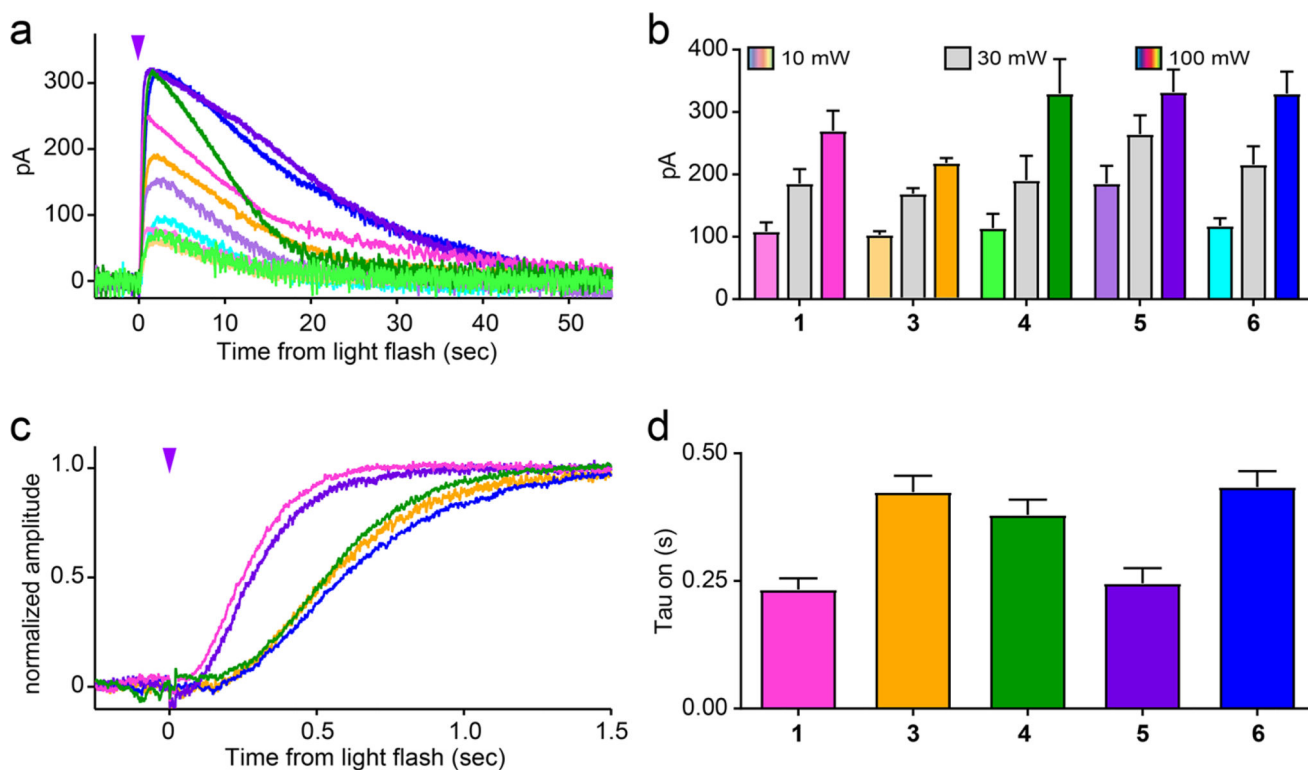 a
pA
300
200
100
0
0 10 20 30 40 50
Time from light flash (sec)
b
pA
400
300
200
100
0
10 mW 30 mW 100 mW
1 3 4 5 6
c
normalized amplitude
1.0
0.5
0
0 0.5 1.0 1.5
Time from light flash (sec)
d
Tau on (s)
0.50
0.25
0.00
1 3 4 5 6